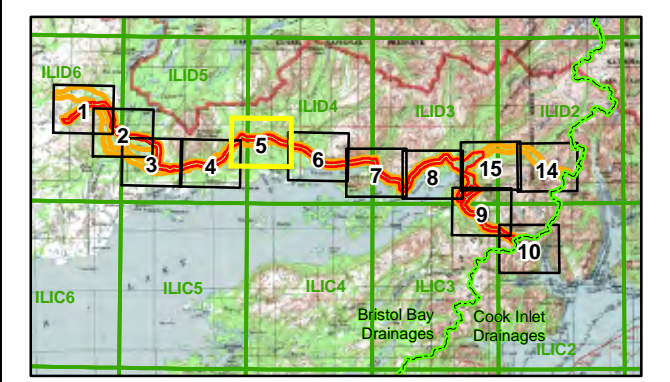 ILID6
ILID5
ILID4
ILID3
ILID2
1
2
3
4
5
6
7
8
15
14
9
10
LAKE
ILIC6
ILIC5
ILIC4
ILIC3
ILIC2
Bristol Bay
Drainages
Cook Inlet
Drainages